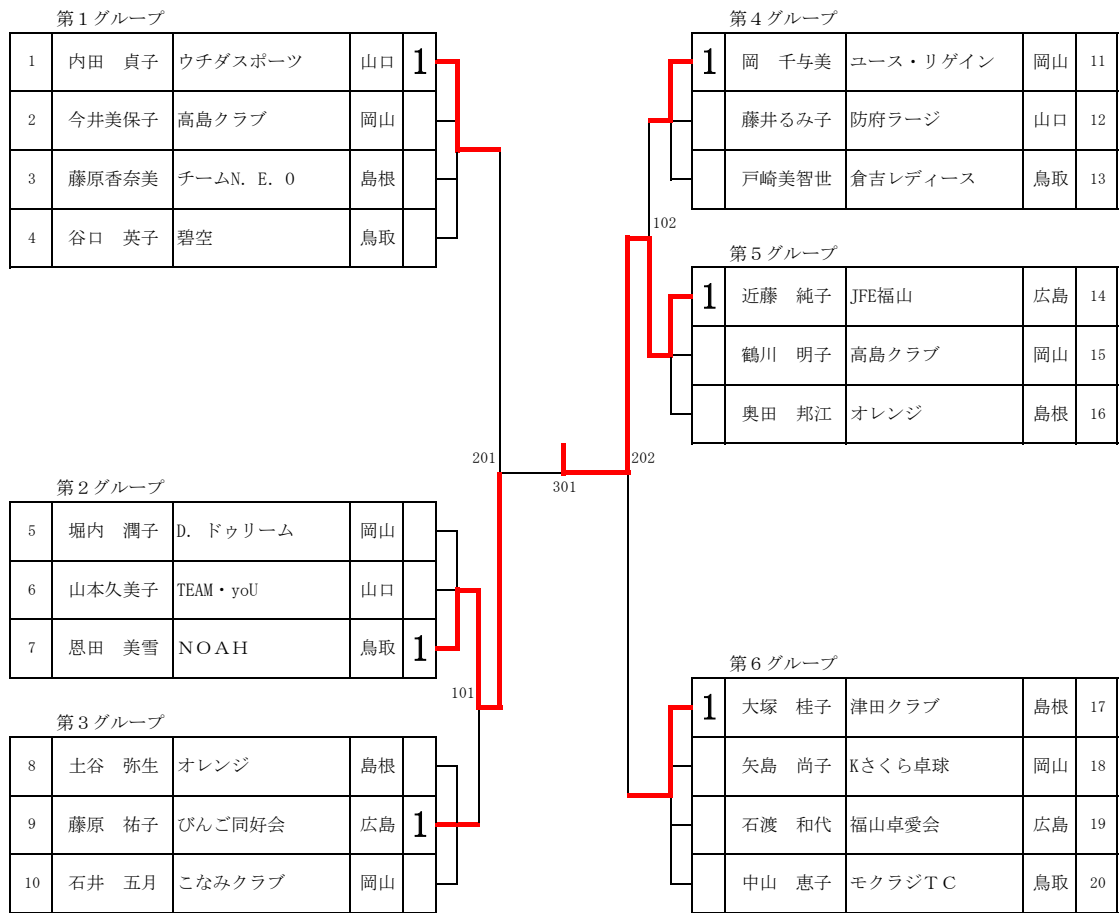 第１グループ
1 内田　貞子 ウチダスポーツ 山口 1
2 今井美保子 高島クラブ 岡山
3 藤原香奈美 チームN. E. O 島根
4 谷口　英子 碧空 鳥取
第２グループ
5 堀内　潤子 D. ドゥリーム 岡山
6 山本久美子 TEAM・yoU 山口
7 恩田　美雪 ＮＯＡＨ 鳥取 1
第３グループ
8 土谷　弥生 オレンジ 島根
9 藤原　祐子 びんご同好会 広島 1
10 石井　五月 こなみクラブ 岡山
101
201
301
202
102
第４グループ
1 岡　千与美 ユース・リゲイン 岡山 11
藤井るみ子 防府ラージ 山口 12
戸崎美智世 倉吉レディース 鳥取 13
第５グループ
1 近藤　純子 JFE福山 広島 14
鶴川　明子 高島クラブ 岡山 15
奥田　邦江 オレンジ 島根 16
第６グループ
1 大塚　桂子 津田クラブ 島根 17
矢島　尚子 Kさくら卓球 岡山 18
石渡　和代 福山卓愛会 広島 19
中山　恵子 モクラジＴＣ 鳥取 20